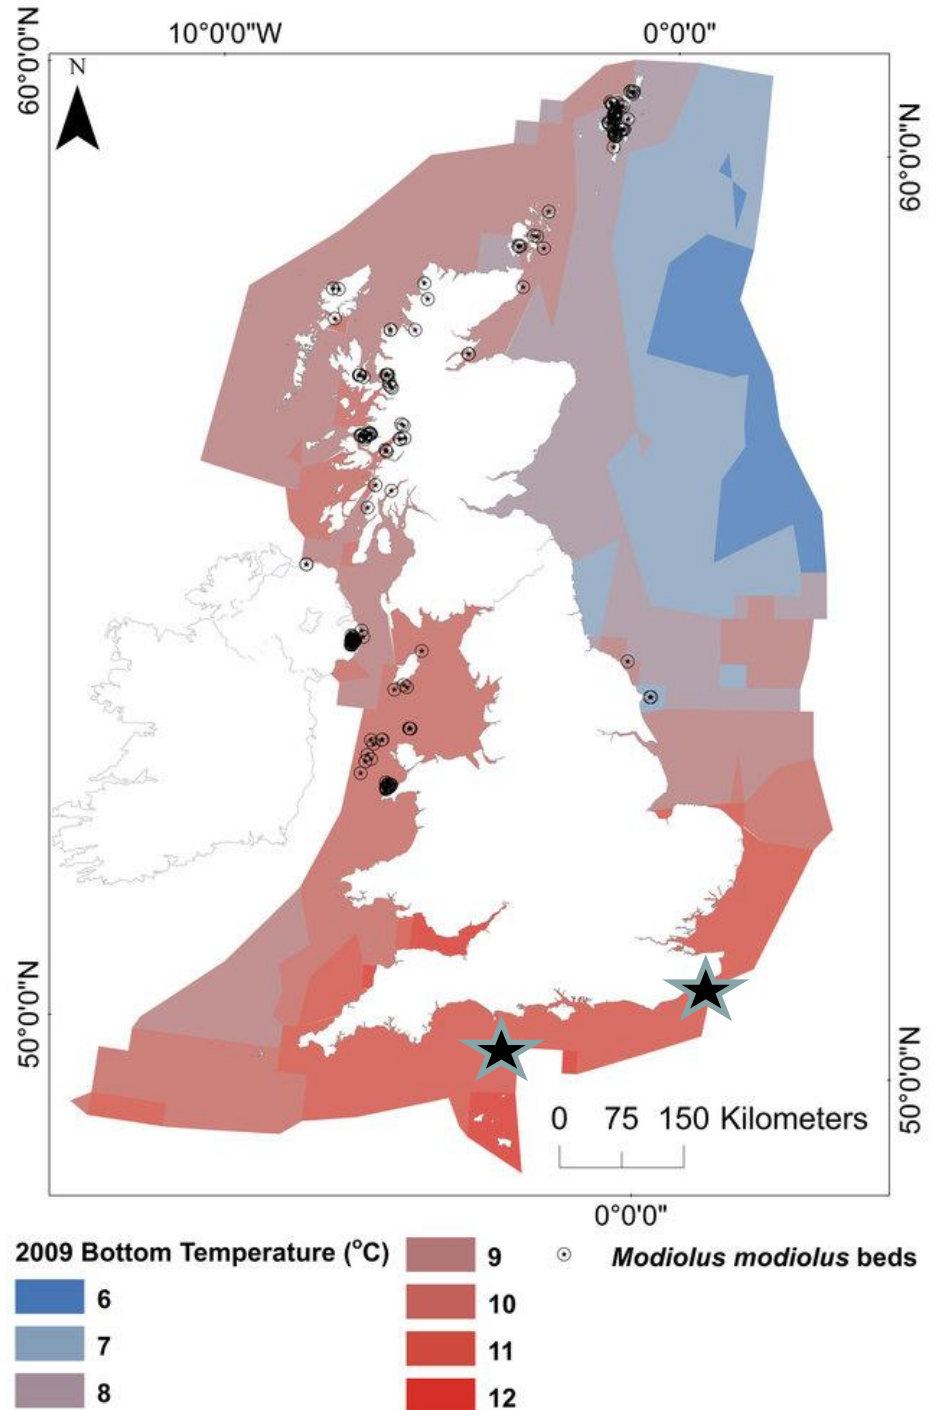 10°0'0"W 0°0'0"
60°0'0"N
N
60°0'0"N
50°0'0"N
50°0'0"N
0 75 150 Kilometers
0°0'0"
2009 Bottom Temperature (°C)
6
7
8
9
10
11
12
Modiolus modiolus beds